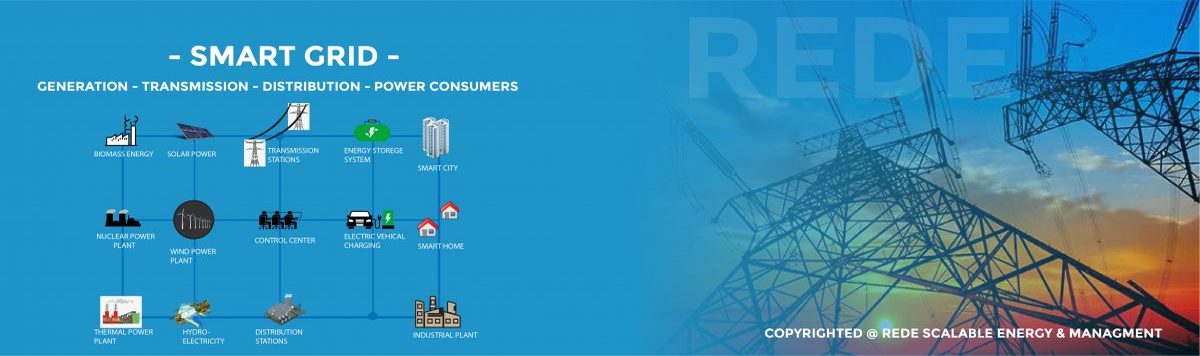 - SMART GRID -
GENERATION - TRANSMISSION - DISTRIBUTION - POWER CONSUMERS
BIOMASS ENERGY
SOLAR POWER
TRANSMISSION
STATIONS
ENERGY STOREGE
SYSTEM
SMART CITY
NUCLEAR POWER
PLANT
WIND POWER
PLANT
CONTROL CENTER
ELECTRIC VEHICAL
CHARGING
SMART HOME
THERMAL POWER
PLANT
HYDRO-
ELECTRICITY
DISTRIBUTION
STATIONS
INDUSTRIAL PLANT
REDE
COPYRIGHTED @ REDE SCALABLE ENERGY & MANAGMENT